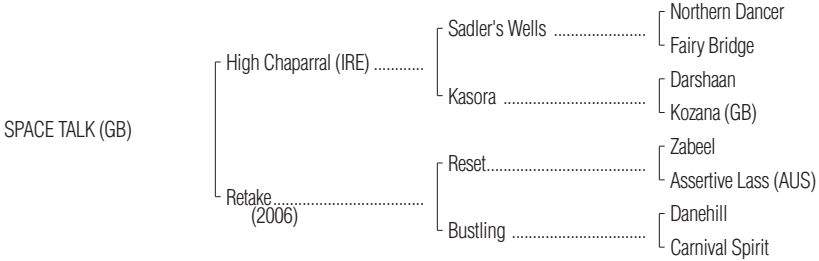 Northern Dancer
Sadler's Wells ......................
Fairy Bridge
High Chaparral (IRE) ............
Darshaan
Kasora ..................................
Kozana (GB)
SPACE TALK (GB)
Zabeel
Reset......................................
Assertive Lass (AUS)
Retake....................................
(2006)
Danehill
Bustling ................................
Carnival Spirit